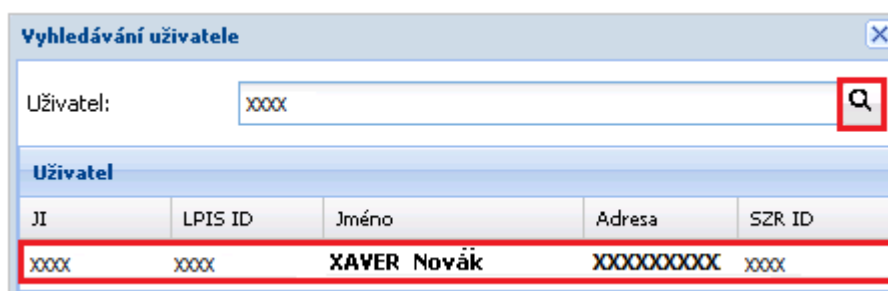 Vyhledávání uživatele
Uživatel: xxxx
Uživatel
JI LPIS ID Jméno Adresa SZR ID
xxxx xxxx XAVER Novák XXXXXXXXX xxxx